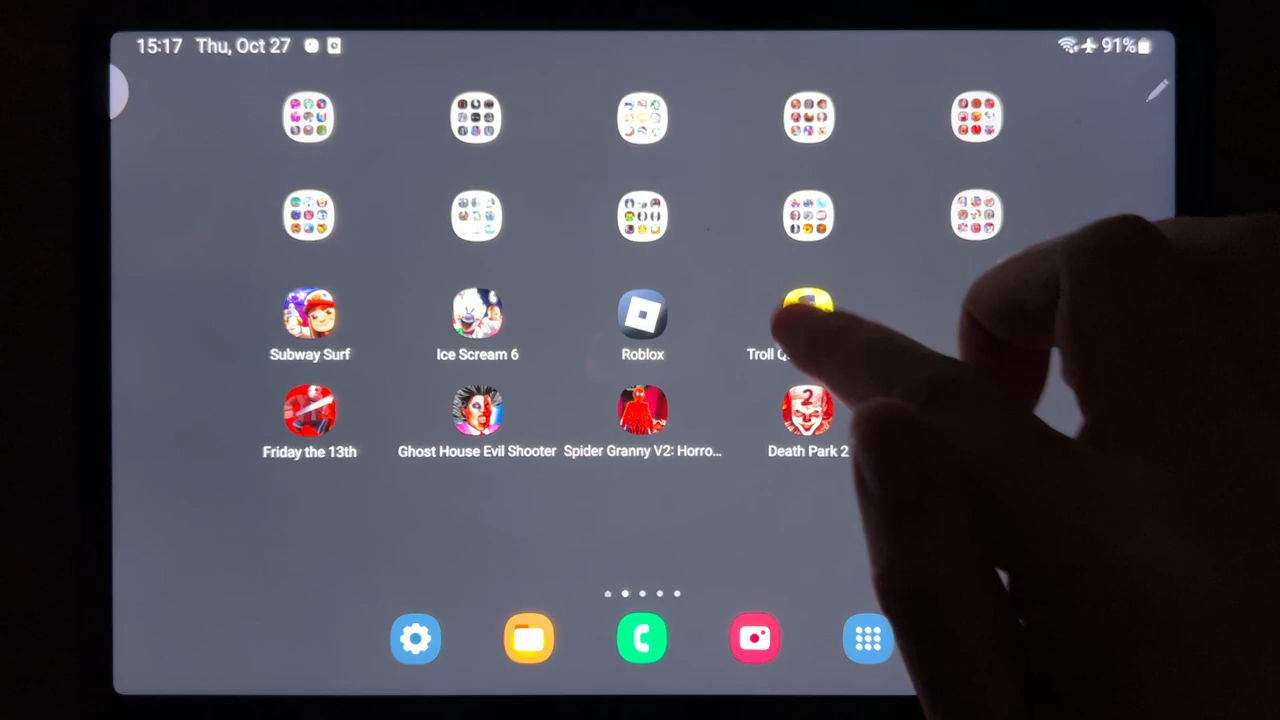 15:17 Thu, Oct 27 91%
Subway Surf Ice Scream 6 Roblox Troll
Friday the 13th Ghost House Evil Shooter Spider Granny V2: Horro... Death Park 2